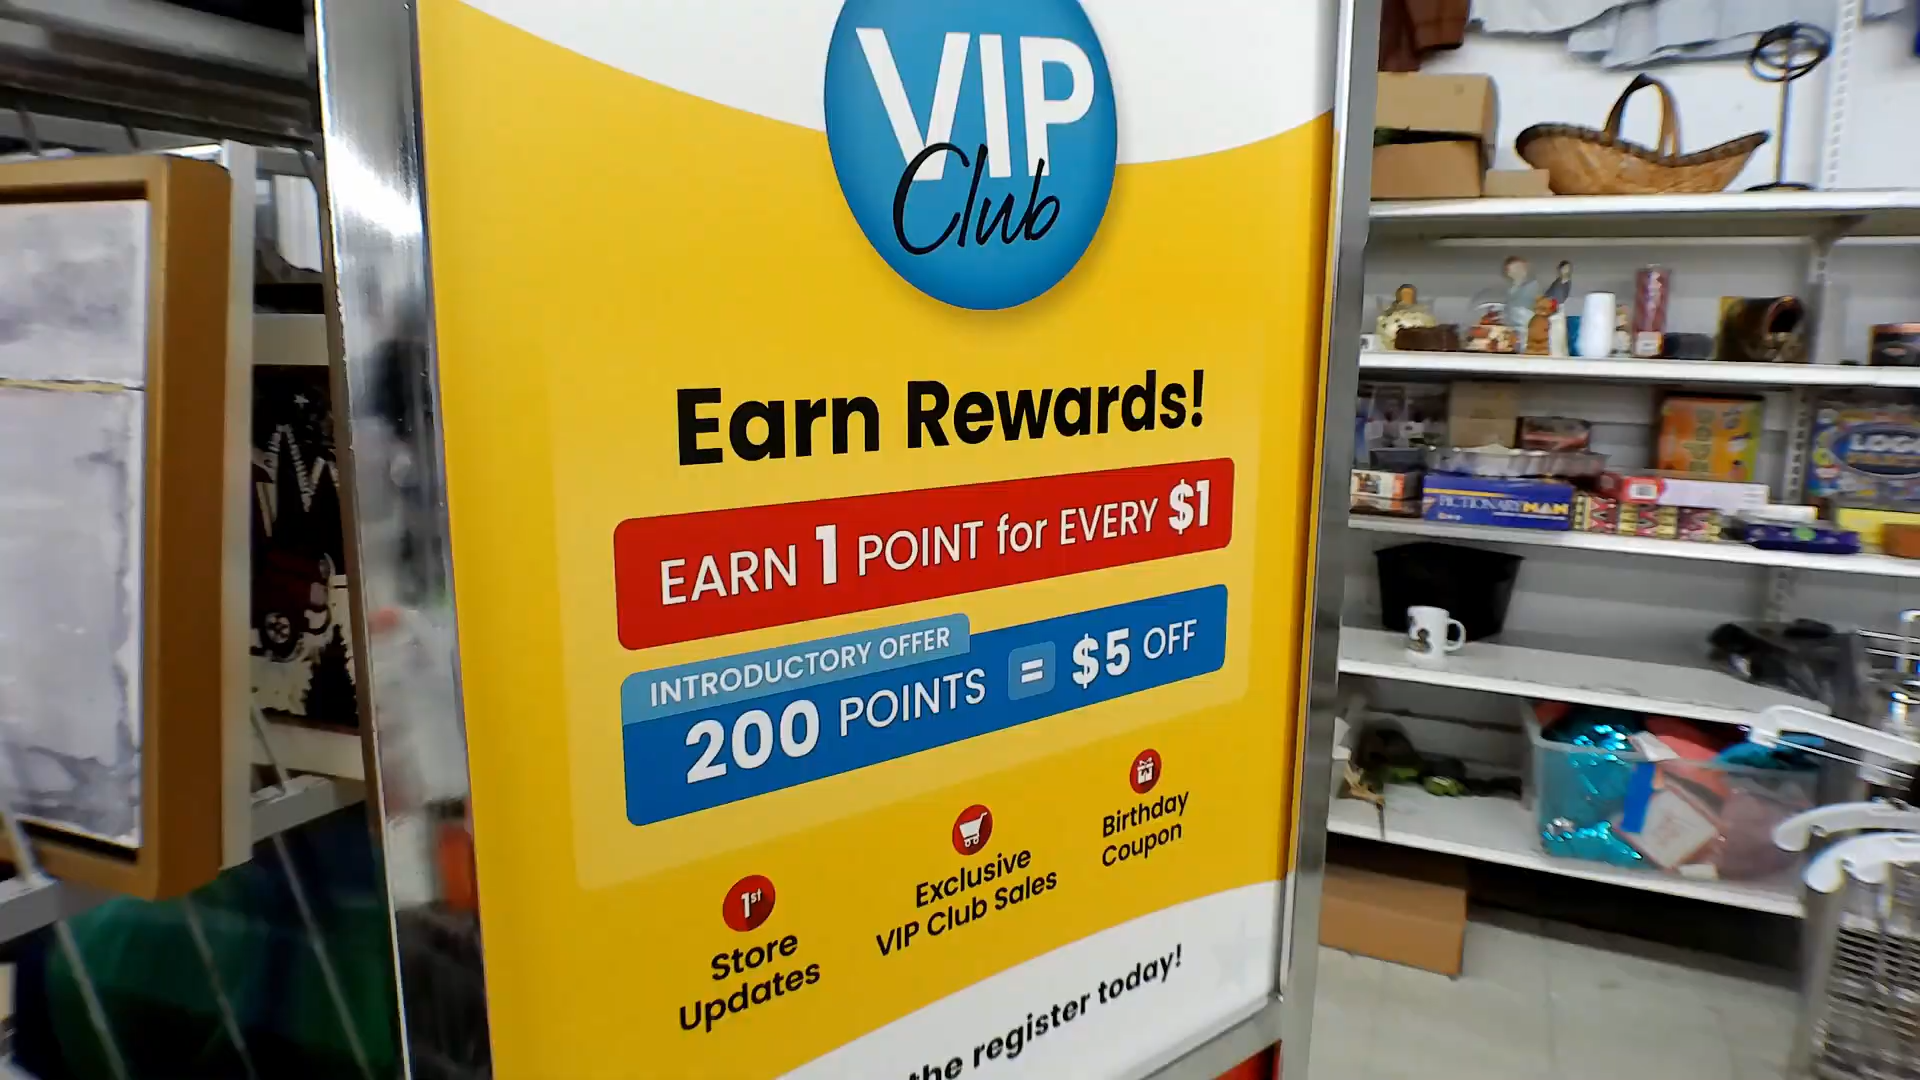 VIP
Club
Earn Rewards!
EARN 1 POINT for EVERY $1
INTRODUCTORY OFFER
200 POINTS = $5 OFF
1st
Store
Updates
Exclusive
VIP Club Sales
Birthday
Coupon
the register today!
PICTIONARY MAN